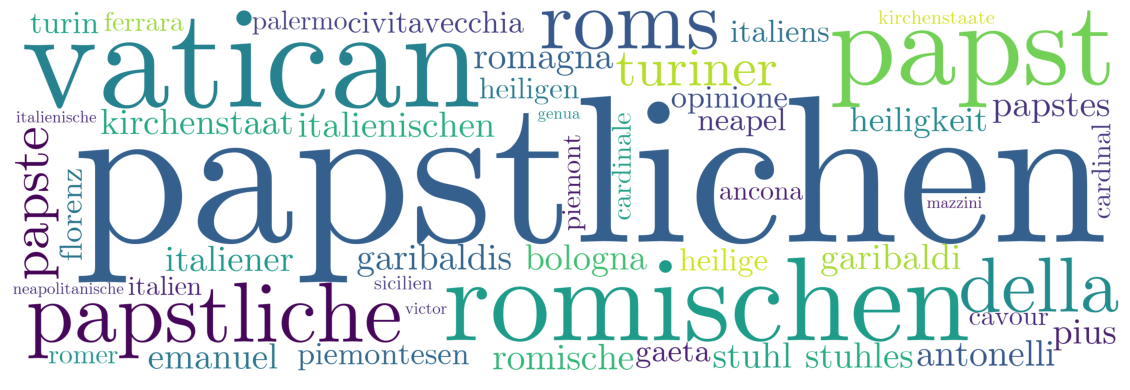 turin ferrara palermo civitavecchia roms italiens kirchenstaate papst
vatican romagna turiner
heiligen opinione papstes
italienische kirchenstaat italienischen genua neapel heiligkeit
papste florenz papstlichen piemont cardinale ancona mazzini cardinal
italiener garibaldis bologna heilige garibaldi
neapolitanische italien sicilien romischen della
papstliche victor cavour pius
romer emanuel piemontesen romische gaeta stuhl stuhles antonelli